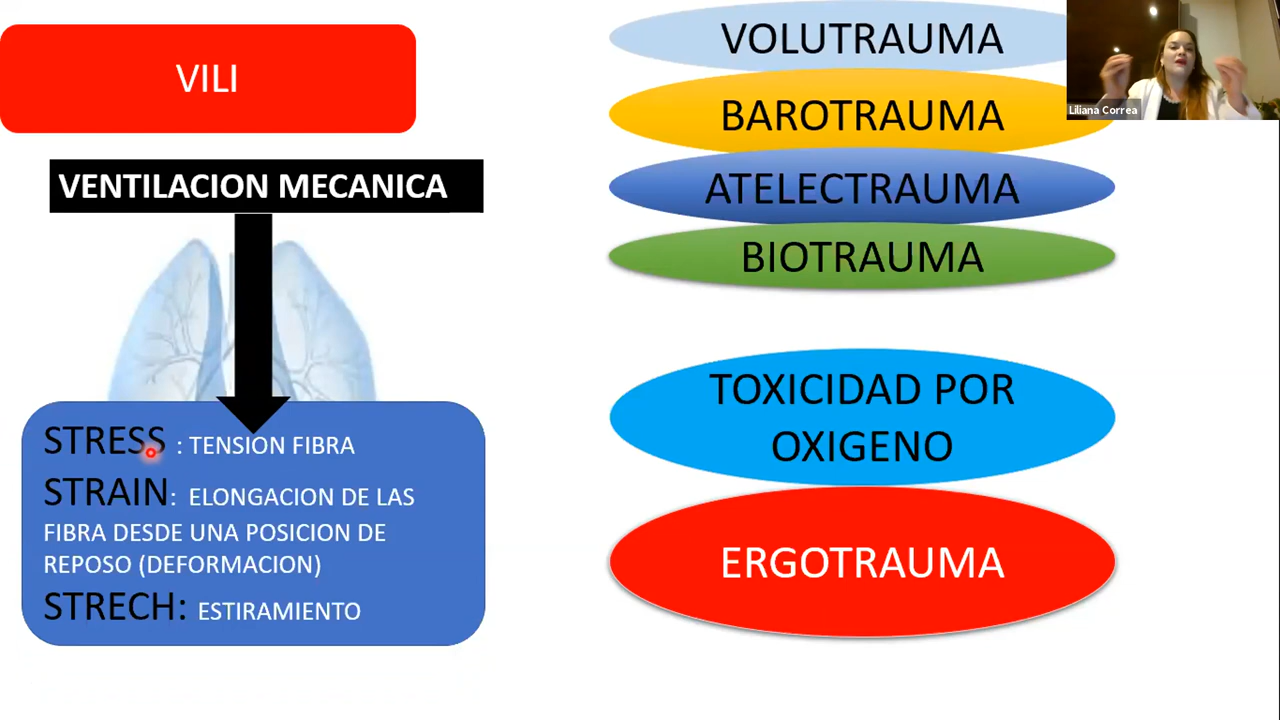 VILI
VENTILACION MECANICA
STRESS : TENSION FIBRA
STRAIN: ELONGACION DE LAS
FIBRA DESDE UNA POSICION DE
REPOSO (DEFORMACION)
STRECH: ESTIRAMIENTO
VOLUTRAUMA
BAROTRAUMA
ATELECTRAUMA
BIOTRAUMA
TOXICIDAD POR
OXIGENO
ERGOTRAUMA
Liliana Correa